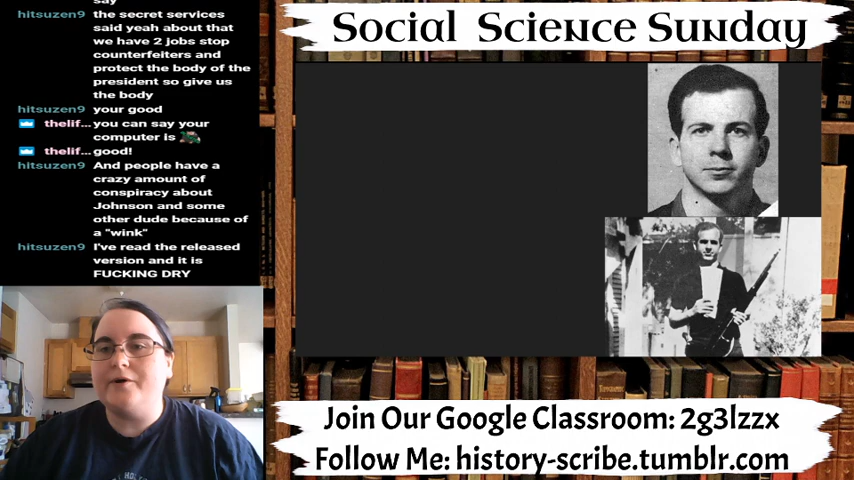 say
hitsuzen9 the secret services
said yeah about that
we have 2 jobs stop
counterfeiters and
protect the body of the
president so give us
the body
hitsuzen9 your good
thelif... you can say your
computer is
thelif... good!
hitsuzen9 And people have a
crazy amount of
conspiracy about
Johnson and some
other dude because of
a "wink"
hitsuzen9 I've read the released
version and it is
FUCKING DRY
Social Science Sunday
Join Our Google Classroom: 2g3lzzx
Follow Me: history-scribe.tumblr.com